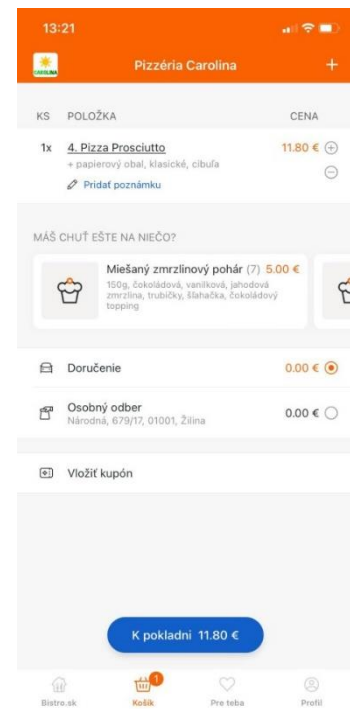 13:21
CAROLINA
Pizzéria Carolina
KS POLOŽKA CENA
1x 4. Pizza Prosciutto 11.80 €
+ papierový obal, klasické, cibuľa
Pridať poznámku
MÁŠ CHUŤ EŠTE NA NIEČO?
Miešaný zmrzlinový pohár (7) 5.00 €
150g, čokoládová, vanilková, jahodová
zmrzlina, trubičky, šľahačka, čokoládový
topping
Doručenie 0.00 €
Osobný odber 0.00 €
Národná, 679/17, 01001, Žilina
Vložiť kupón
K pokladni 11.80 €
1
Bistro.sk Košík Pre teba Profil